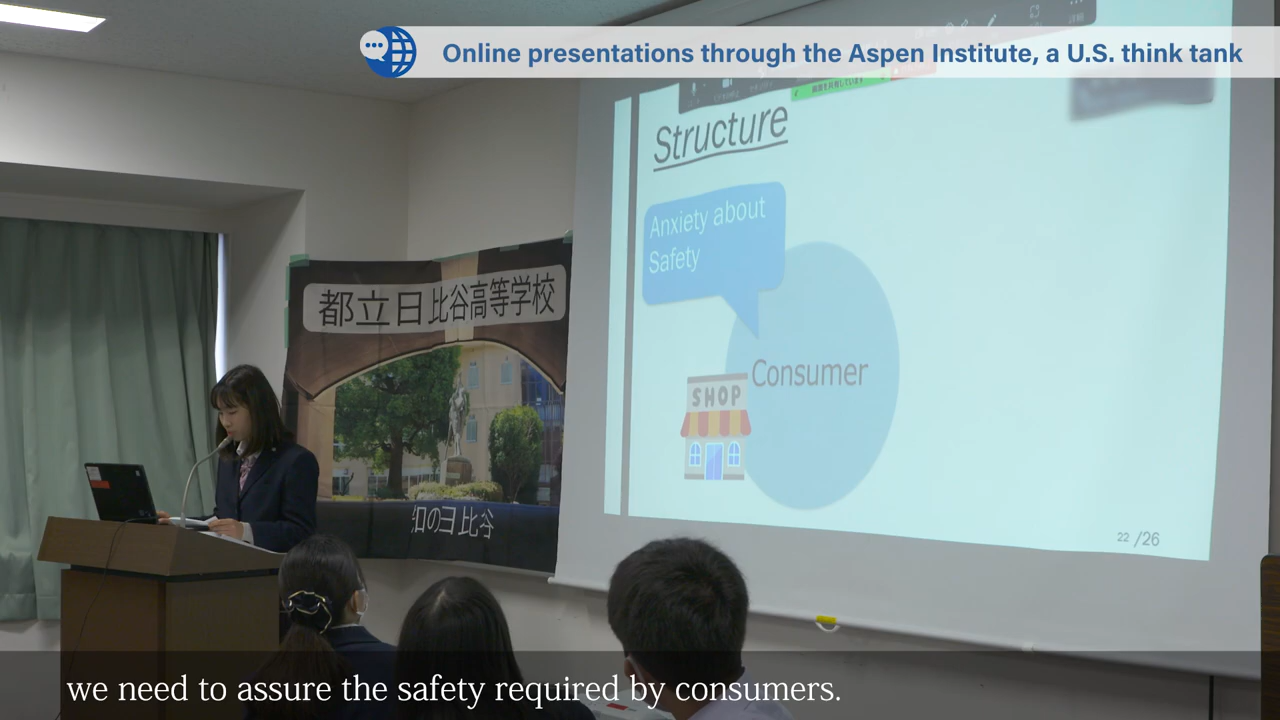 Online presentations through the Aspen Institute, a U.S. think tank
Structure
Anxiety about
Safety
Consumer
SHOP
22 /26
都立日比谷高等学校
知の日比谷
we need to assure the safety required by consumers.